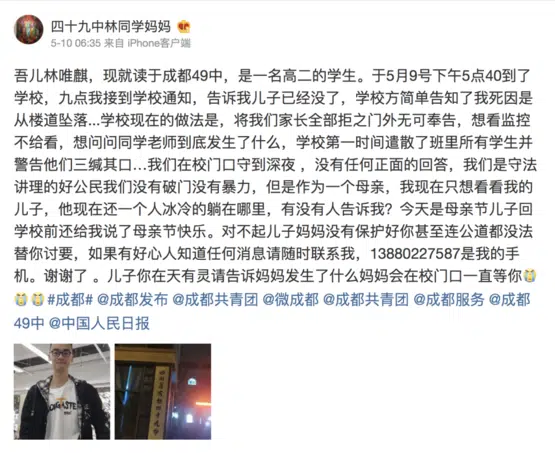 四十九中林同学妈妈
5-10 06:35 来自 iPhone客户端
吾儿林唯麒，现就读于成都49中，是一名高二的学生。于5月9号下午5点40到了
学校，九点我接到学校通知，告诉我儿子已经没了，学校方简单告知了我死因是
从楼道坠落...学校现在的做法是，将我们家长全部拒之门外无可奉告，想看监控
不给看，想问问同学老师到底发生了什么，学校第一时间遣散了班里所有学生并
警告他们三缄其口...我们在校门口守到深夜，没有任何正面的回答，我们是守法
讲理的好公民我们没有破门没有暴力，但是作为一个母亲，我现在只想看看我的
儿子，他现在还一个人冰冷的躺在哪里，有没有人告诉我？今天是母亲节儿子回
学校前还给我说了母亲节快乐。对不起儿子妈妈没有保护好你甚至连公道都没法
替你讨要，如果有好心人知道任何消息请随时联系我，13880227587是我的手
机。谢谢了 。儿子你在天有灵请告诉妈妈发生了什么妈妈会在校门口一直等你😭
😭😭#成都# @成都发布 @成都共青团 @微成都 @成都共青团 @成都服务 @成都
49中 @中国人民日报